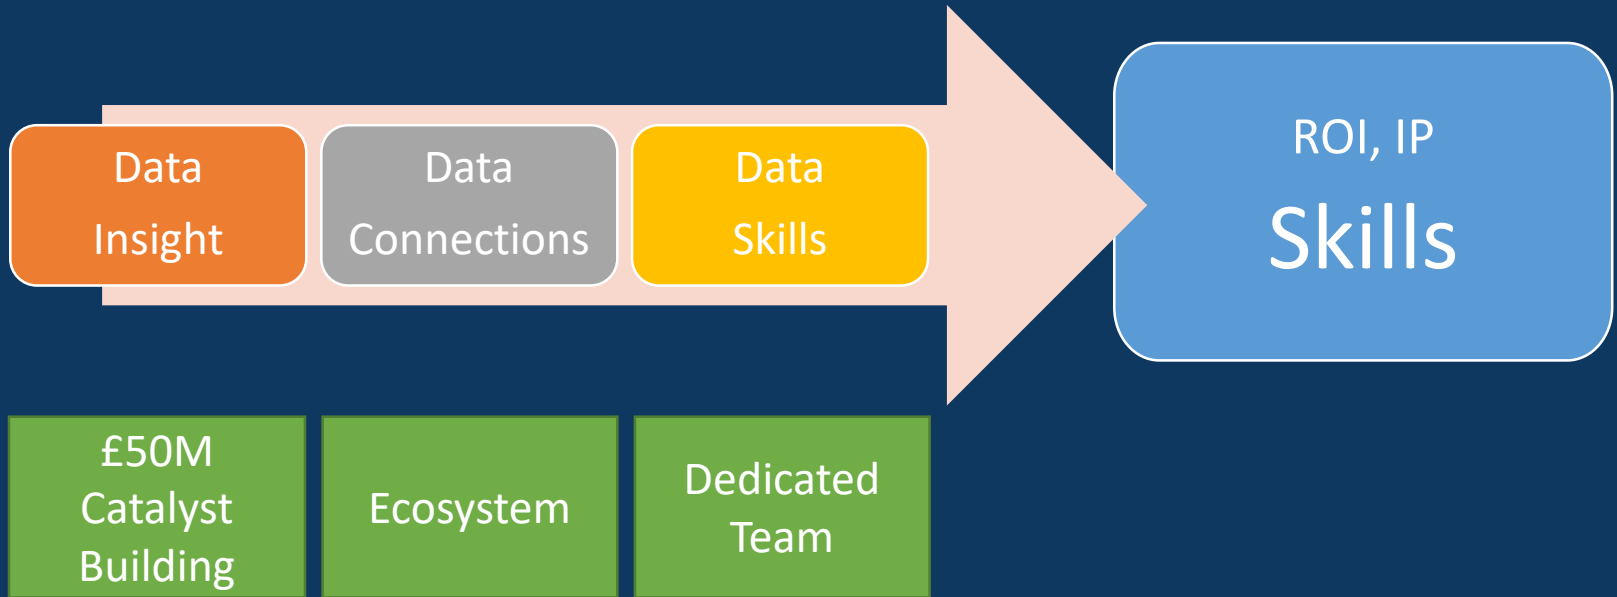 Data
Insight
Data
Connections
Data
Skills
ROI, IP
Skills
£50M
Catalyst
Building
Ecosystem
Dedicated
Team